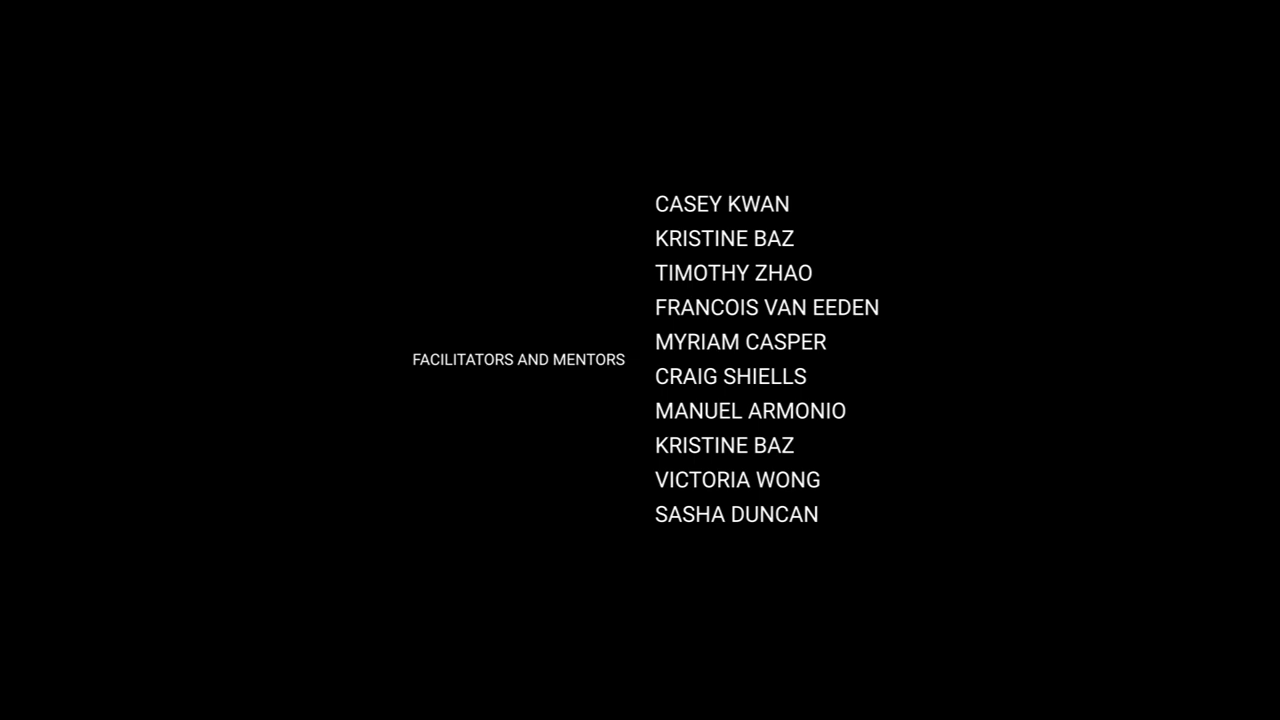 CASEY KWAN
KRISTINE BAZ
TIMOTHY ZHAO
FRANCOIS VAN EEDEN
MYRIAM CASPER
FACILITATORS AND MENTORS
CRAIG SHIELLS
MANUEL ARMONIO
KRISTINE BAZ
VICTORIA WONG
SASHA DUNCAN